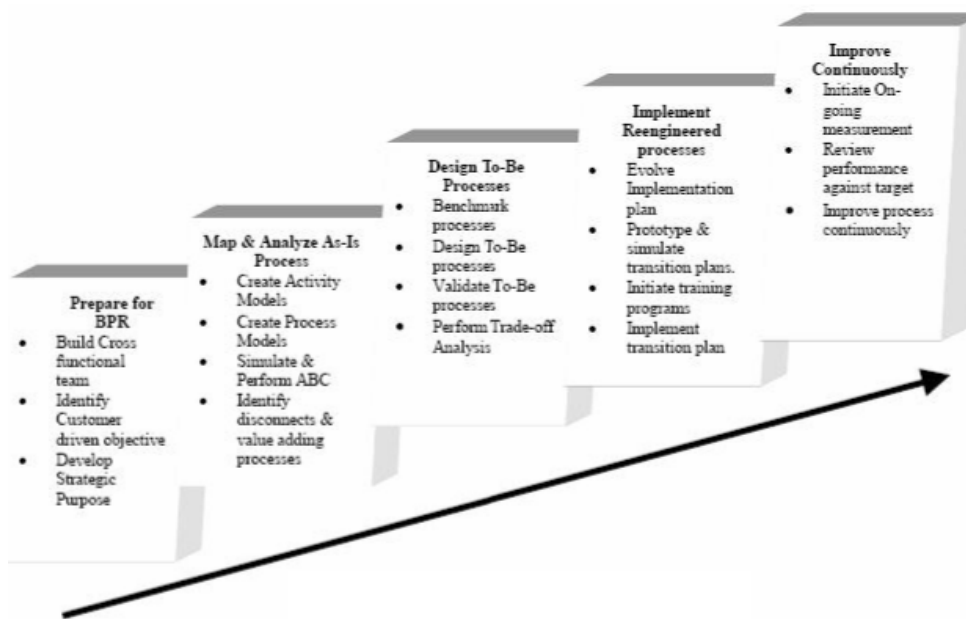 Prepare for
BPR
• Build Cross
functional
team
• Identify
Customer
driven objective
• Develop
Strategic
Purpose
Map & Analyze As-Is
Process
• Create Activity
Models
• Create Process
Models
• Simulate &
Perform ABC
• Identify
disconnects &
value adding
processes
Design To-Be
Processes
• Benchmark
processes
• Design To-Be
processes
• Validate To-Be
processes
• Perform Trade-off
Analysis
Implement
Reengineered
processes
• Evolve
Implementation
plan
• Prototype &
simulate
transition plans.
• Initiate training
programs
• Implement
transition plan
Improve
Continuously
• Initiate On-
going
measurement
• Review
performance
against target
• Improve process
continuously